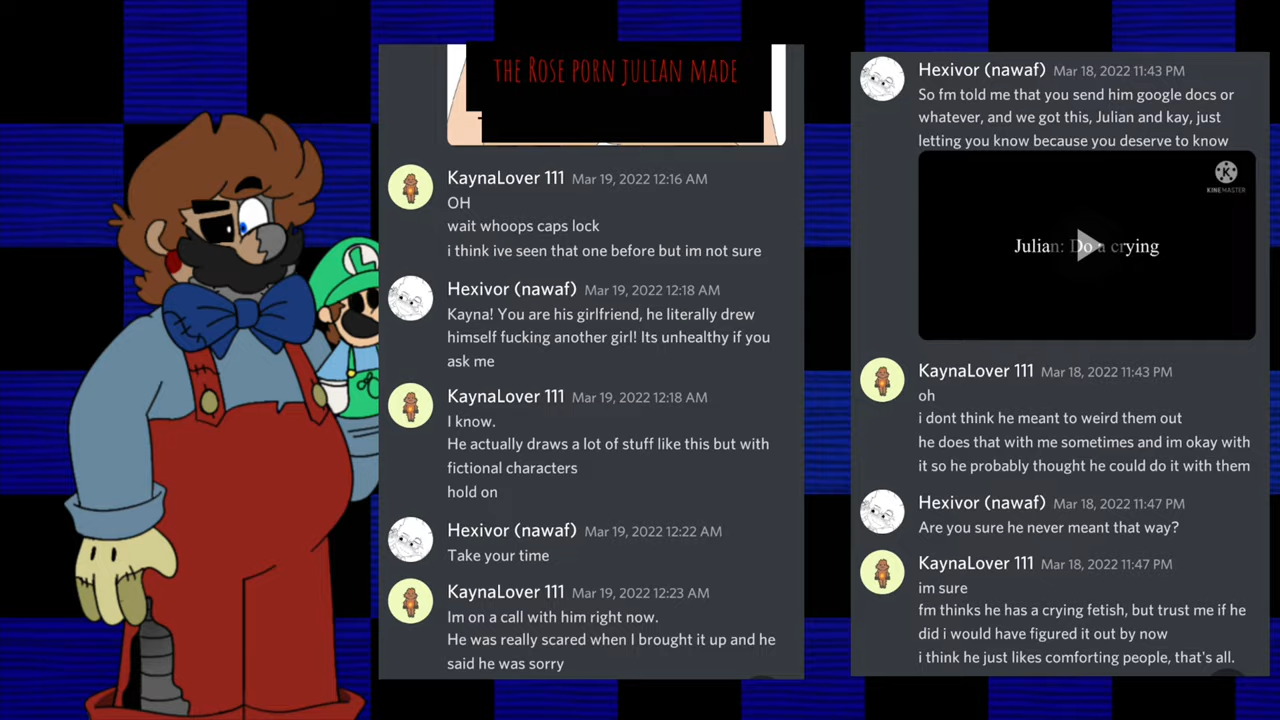 THE ROSE PORN JULIAN MADE
KaynaLover 111 Mar 19, 2022 12:16 AM
OH
wait whoops caps lock
i think ive seen that one before but im not sure
Hexivor (nawaf) Mar 19, 2022 12:18 AM
Kayna! You are his girlfriend, he literally drew
himself fucking another girl! Its unhealthy if you
ask me
KaynaLover 111 Mar 19, 2022 12:18 AM
I know.
He actually draws a lot of stuff like this but with
fictional characters
hold on
Hexivor (nawaf) Mar 19, 2022 12:22 AM
Take your time
KaynaLover 111 Mar 19, 2022 12:23 AM
Im on a call with him right now.
He was really scared when I brought it up and he
said he was sorry
Hexivor (nawaf) Mar 18, 2022 11:43 PM
So fm told me that you send him google docs or
whatever, and we got this, Julian and kay, just
letting you know because you deserve to know
K
KINEMASTER
Julian: Do a crying
KaynaLover 111 Mar 18, 2022 11:43 PM
oh
i dont think he meant to weird them out
he does that with me sometimes and im okay with
it so he probably thought he could do it with them
Hexivor (nawaf) Mar 18, 2022 11:47 PM
Are you sure he never meant that way?
KaynaLover 111 Mar 18, 2022 11:47 PM
im sure
fm thinks he has a crying fetish, but trust me if he
did i would have figured it out by now
i think he just likes comforting people, that's all.
L